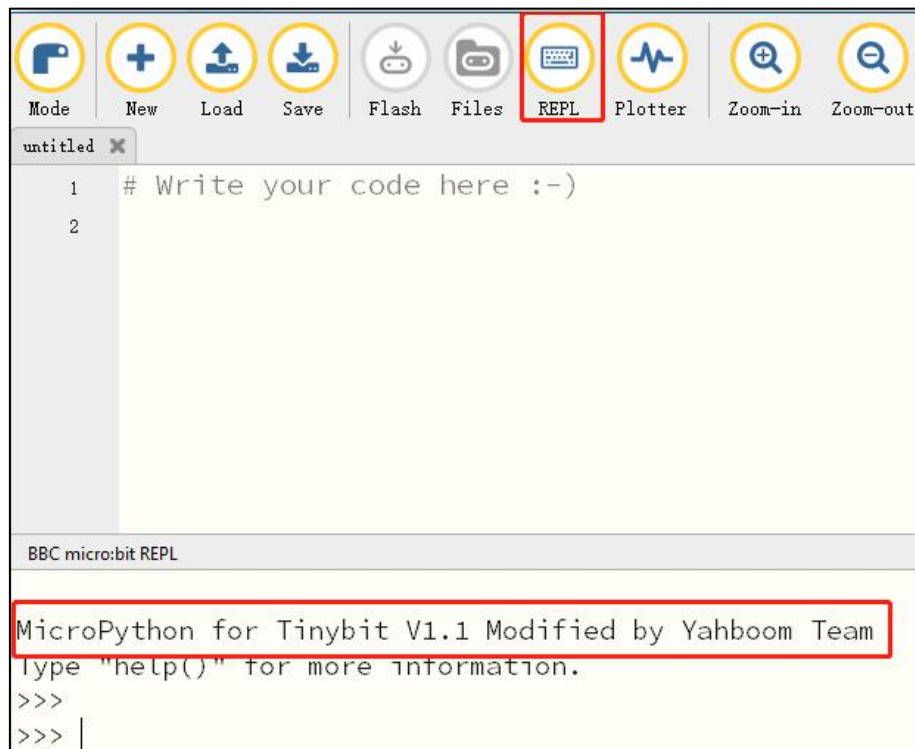 Mode New Load Save Flash Files REPL Plotter Zoom-in Zoom-out
untitled
1 # Write your code here :-)
2
BBC micro:bit REPL
MicroPython for Tinybit V1.1 Modified by Yahboom Team
Type "help()" for more information.
>>>
>>>